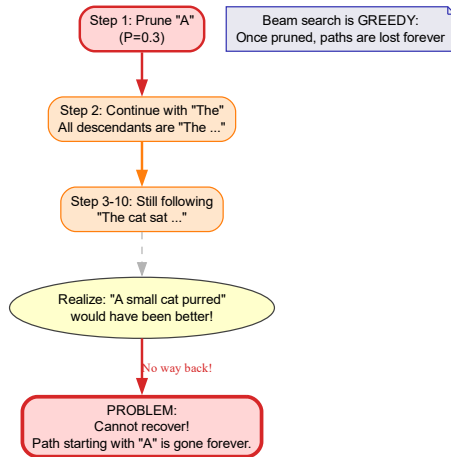 Step 1: Prune "A"
(P=0.3)
Beam search is GREEDY:
Once pruned, paths are lost forever
Step 2: Continue with "The"
All descendants are "The ..."
Step 3-10: Still following
"The cat sat ..."
Realize: "A small cat purred"
would have been better!
No way back!
PROBLEM:
Cannot recover!
Path starting with "A" is gone forever.